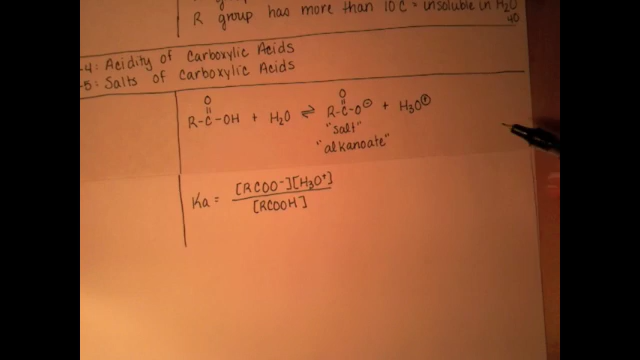 R group has more than 10 C = insoluble in H₂O
40
-4: Acidity of Carboxylic Acids
-5: Salts of Carboxylic Acids
O O
R-C-OH + H₂O ⇌ R-C-O⊖ + H₃O⊕
"salt"
"alkanoate"
Ka = [RCOO⁻][H₃O⁺]
[RCOOH]